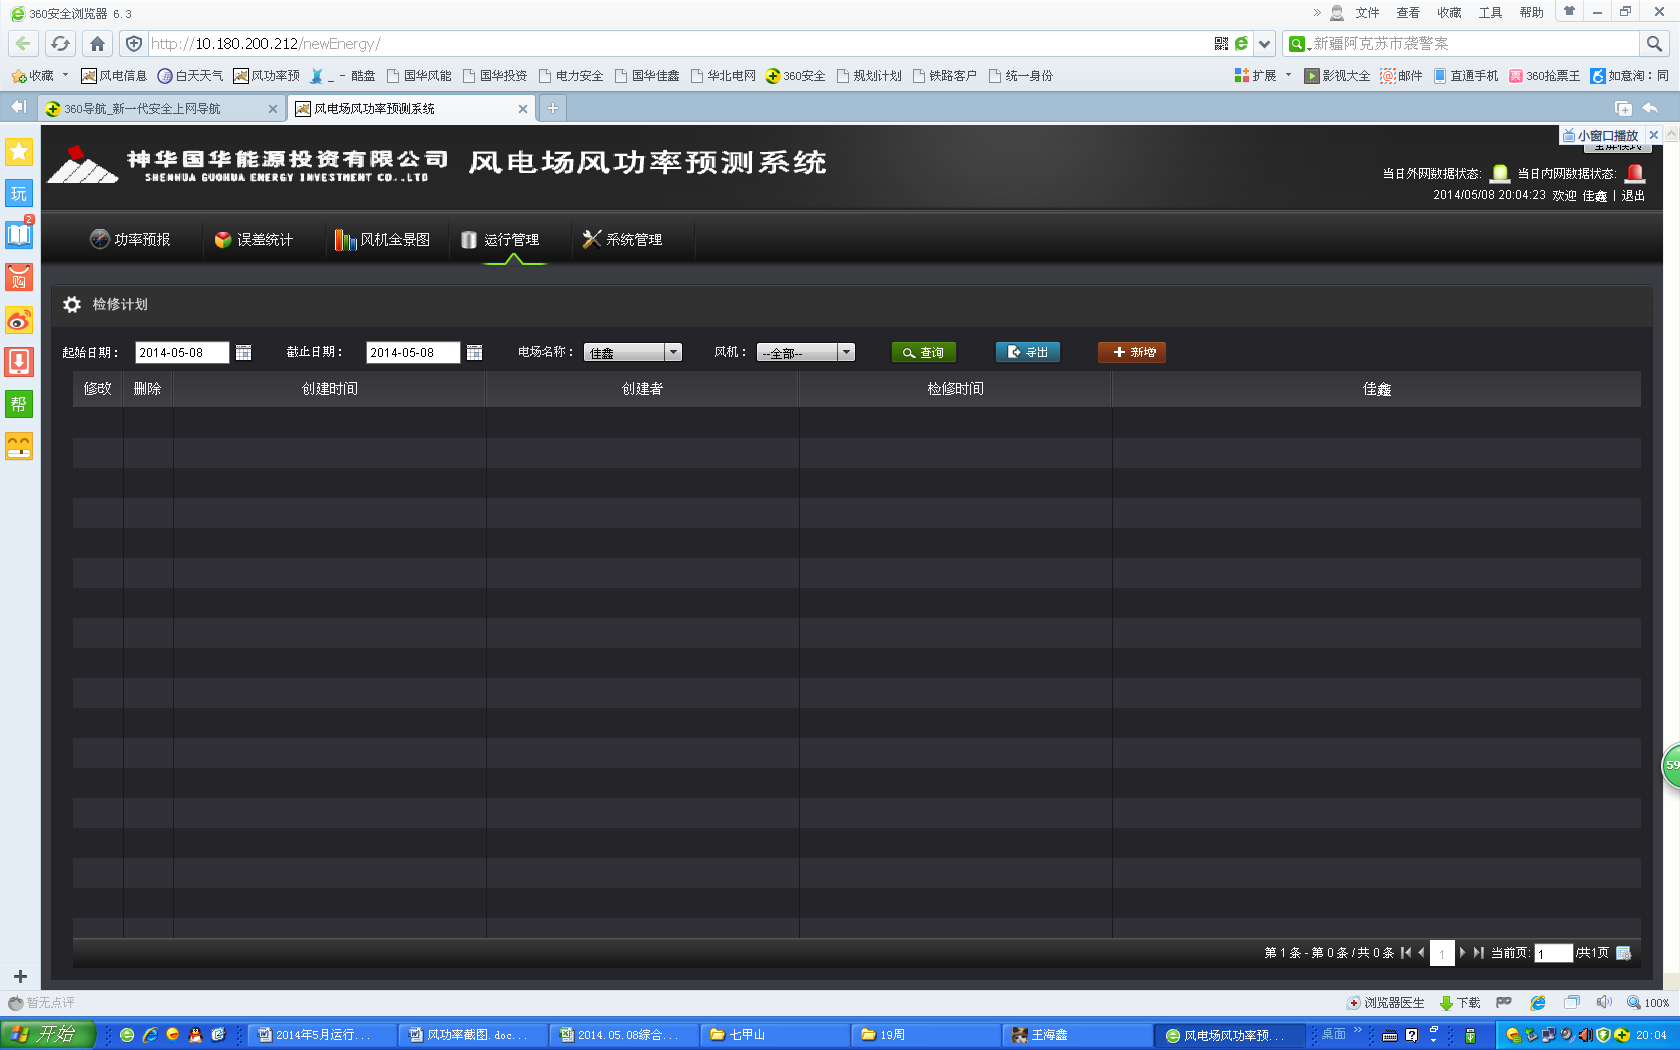 360安全浏览器 6.3
» 文件 查看 收藏 工具 帮助
http://10.180.200.212/newEnergy/
新疆阿克苏市袭警案
收藏 风电信息 白天天气 风功率预 _ - 酷盘 国华风能 国华投资 电力安全 国华佳鑫 华北电网 360安全 规划计划 铁路客户 统一身份
扩展 影视大全 邮件 直通手机 360抢票王 如意淘：同
360导航_新一代安全上网导航 风电场风功率预测系统
小窗口播放
神华国华能源投资有限公司 风电场风功率预测系统
SHENHUA GUOHUA ENERGY INVESTMENT CO.,LTD
全屏模式
当日外网数据状态: 当日内网数据状态:
2014/05/08 20:04:23 欢迎 佳鑫 | 退出
玩
2
购
帮
功率预报 误差统计 风机全景图 运行管理 系统管理
检修计划
起始日期： 2014-05-08 截止日期： 2014-05-08 电场名称： 佳鑫 风机： --全部-- 查询 导出 新增
修改 删除 创建时间 创建者 检修时间 佳鑫
59
第 1 条 - 第 0 条 / 共 0 条 1 当前页: 1 /共1页
暂无点评
浏览器医生 下载 100%
开始 2014年5月运行... 风功率截图.doc... 2014.05.08综合... 七甲山 19周 王海鑫 风电场风功率预... 桌面 » 20:04